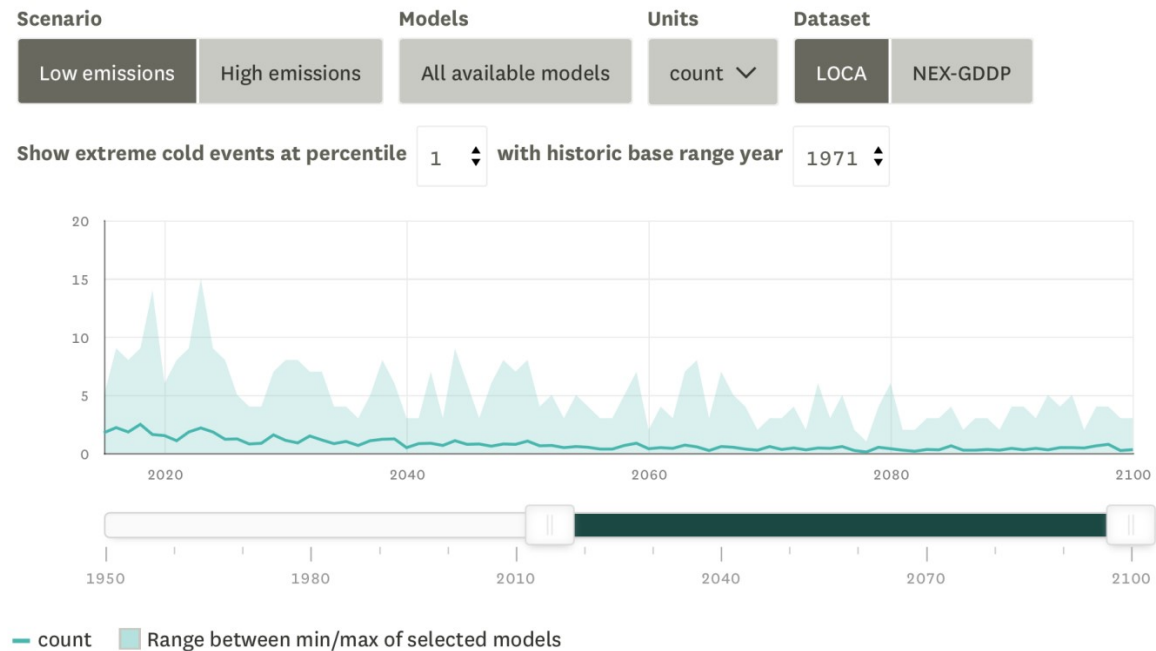 Scenario Models Units Dataset
Low emissions High emissions All available models count LOCA NEX-GDDP
Show extreme cold events at percentile 1 with historic base range year 1971
20
15
10
5
0
2020 2040 2060 2080 2100
1950 1980 2010 2040 2070 2100
count Range between min/max of selected models